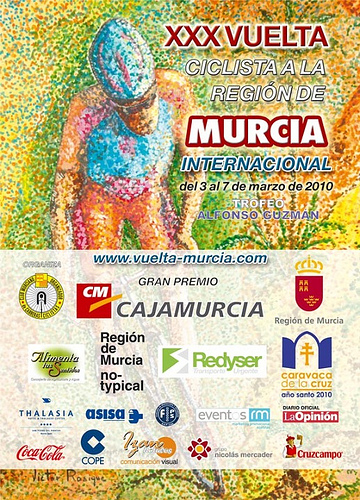 XXX VUELTA
CICLISTA A LA
REGIÓN DE
MURCIA
INTERNACIONAL
del 3 al 7 de marzo de 2010
TROFEO
ALFONSO GUZMÁN
www.vuelta-murcia.com
ORGANIZA
GRAN PREMIO
CM
CAJAMURCIA
Región de Murcia
Alimenta
tus Sentidos
Región
de
Murcia
no-
typical
Redyser
caravaca
de la cruz
año santo 2010
THALASIA
asisa
eventos rm
DIARIO OFICIAL
La Opinión
Coca-Cola
COPE
Izan
comunicación visual
grupo
nicolás mercader
Cruzcampo
Victor Rosique